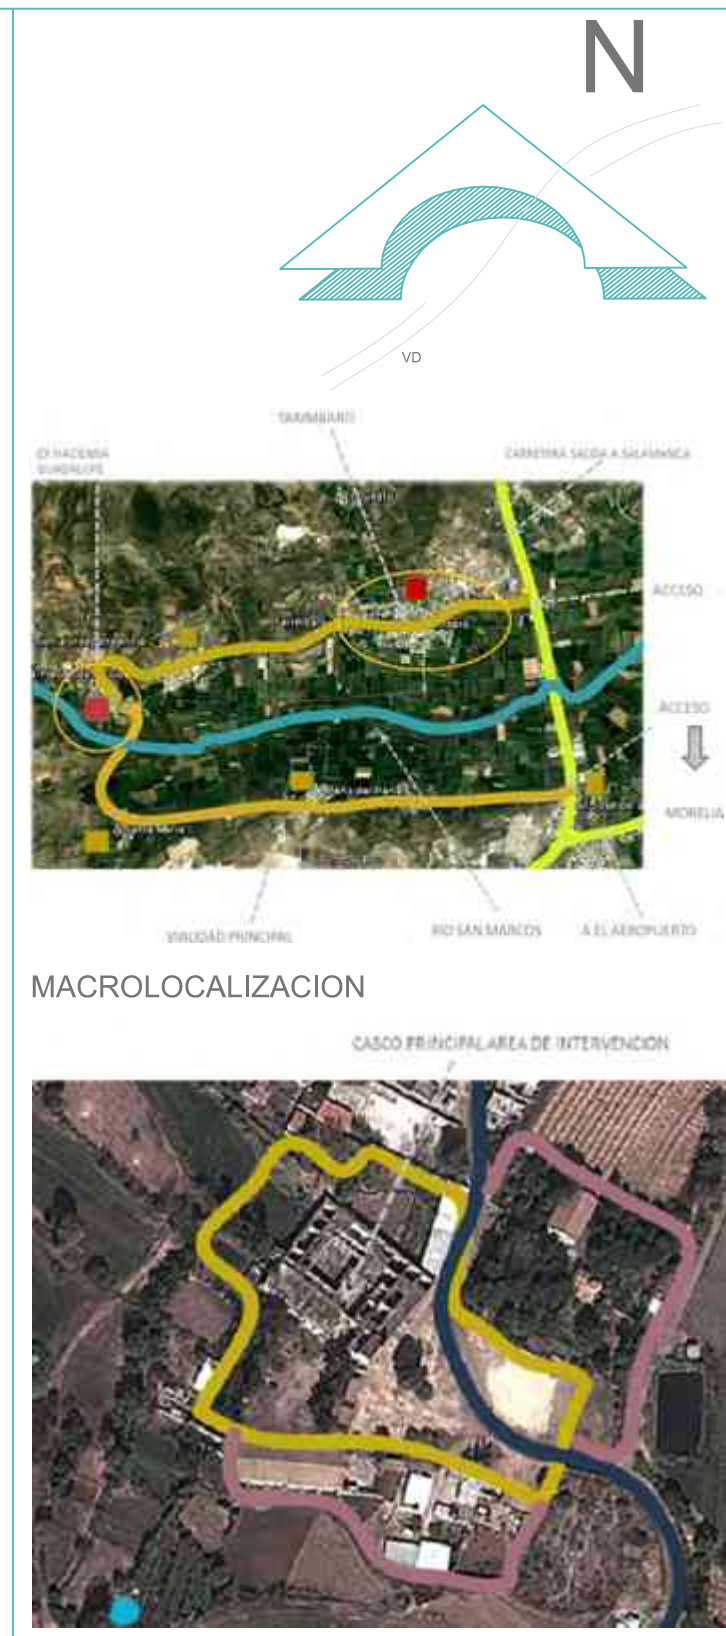 N
VD
TARIMBARO
EX HACIENDA
GUADALUPE
CARRETERA SALIDA A SALAMANCA
ACCESO
ACCESO
MORELIA
VIALIDAD PRINCIPAL
RIO SAN MARCOS
A EL AEROPUERTO
MACROLOCALIZACION
CASCO PRINCIPAL AREA DE INTERVENCION